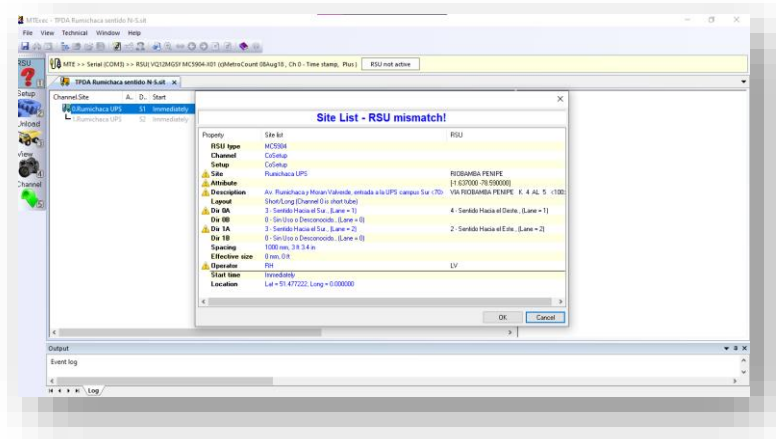 MTExec - TPDA Rumichaca sentido N-S.sit
File View Technical Window Help
MTE >> Serial (COM3) >> RSU( VQ12MGSY MC5904-X01 (c)MetroCount 08Aug18 , Ch 0 - Time stamp, Plus ) RSU not active
RSU
TPDA Rumichaca sentido N-S.sit x
Setup
Unload
View
Channel
Channel Site A.. D.. Start
0.Rumichaca UPS S1 Immediately
1.Rumichaca UPS S2 Immediately
Site List - RSU mismatch!
Property Site list RSU
RSU type MC5904
Channel CoSetup
Setup CoSetup
Site Rumichaca UPS RIOBAMBA PENIPE
Attribute [-1.637000 -78.590000]
Description Av. Rumichaca y Moran Valverde, entrada a la UPS campus Sur <70> VIA RIOBAMBA PENIPE K 4 AL 5 <100>
Layout Short/Long (Channel 0 is short tube)
Dir 0A 3 - Sentido Hacia el Sur , (Lane = 1) 4 - Sentido Hacia el Oeste , (Lane = 1)
Dir 0B 0 - Sin Uso o Desconocido , (Lane = 0)
Dir 1A 3 - Sentido Hacia el Sur , (Lane = 2) 2 - Sentido Hacia el Este , (Lane = 2)
Dir 1B 0 - Sin Uso o Desconocido , (Lane = 0)
Spacing 1000 mm, 3 ft 3.4 in
Effective size 0 mm, 0 ft
Operator RH LV
Start time Immediately
Location Lat = 51.477222; Long = 0.000000
OK Cancel
Output
Event log
Log